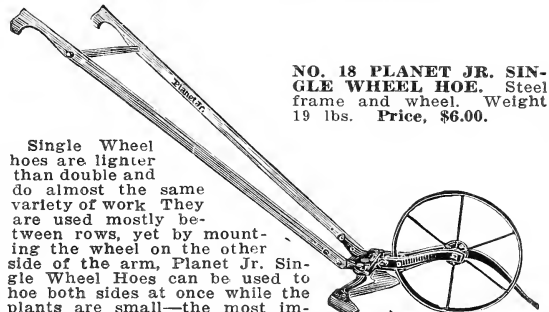 NO. 18 PLANET JR. SIN-
GLE WHEEL HOE. Steel
frame and wheel. Weight
19 lbs. Price, $6.00.
Planet Jr.
Single Wheel
hoes are lighter
than double and
do almost the same
variety of work They
are used mostly be-
tween rows, yet by mount-
ing the wheel on the other
side of the arm, Planet Jr. Sin-
gle Wheel Hoes can be used to
hoe both sides at once while the
plants are small—the most im-